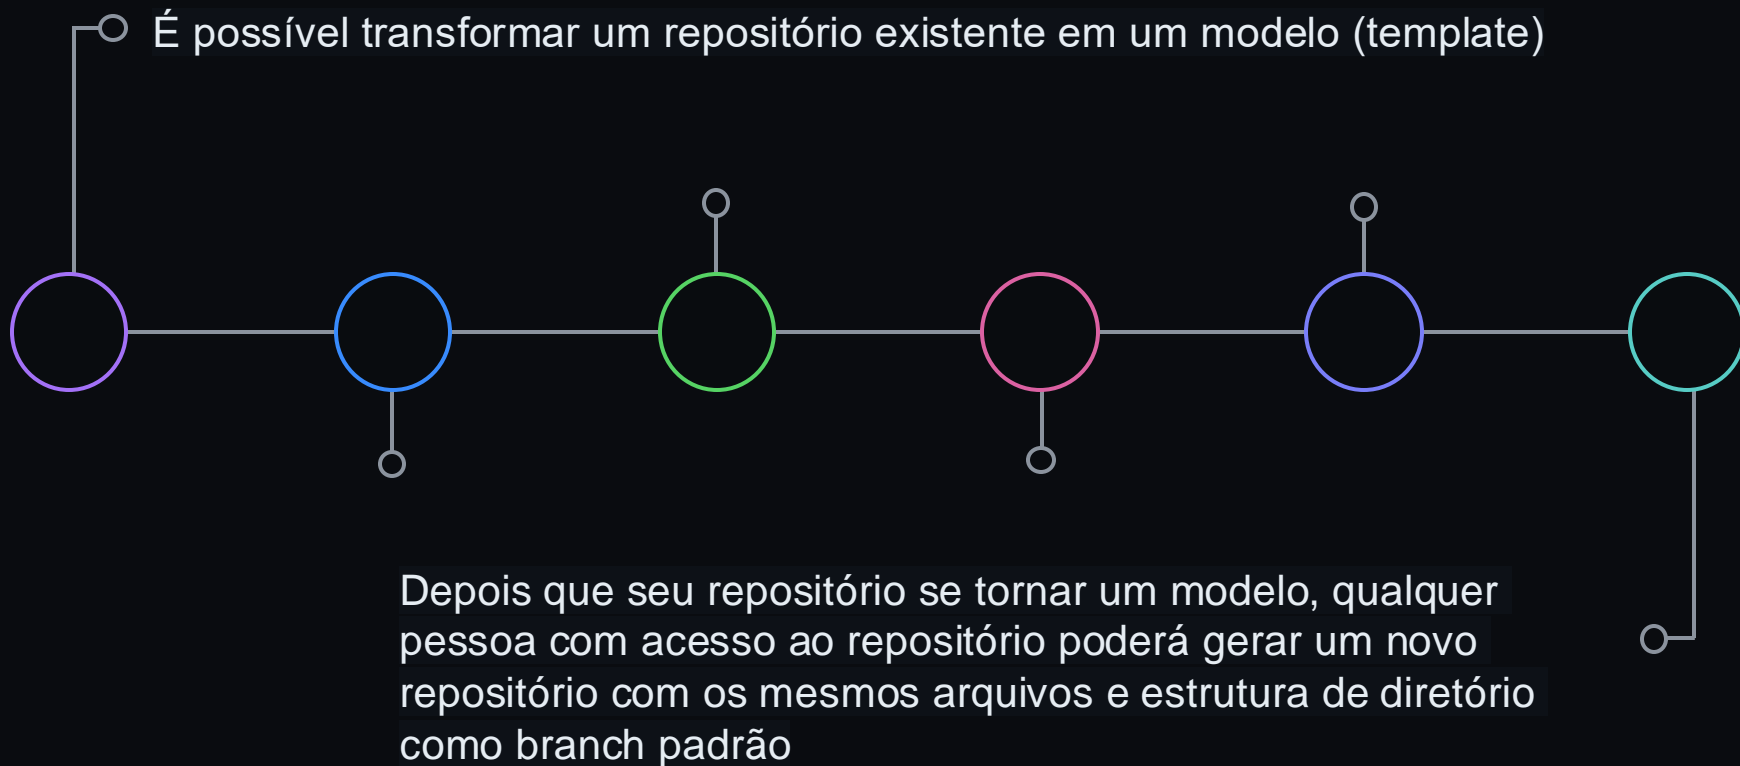 É possível transformar um repositório existente em um modelo (template)
Depois que seu repositório se tornar um modelo, qualquer
pessoa com acesso ao repositório poderá gerar um novo
repositório com os mesmos arquivos e estrutura de diretório
como branch padrão